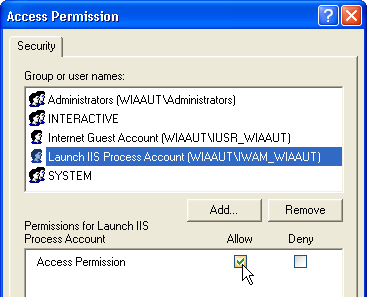 Access Permission
Security
Group or user names:
Administrators (WIAAUT\Administrators)
INTERACTIVE
Internet Guest Account (WIAAUT\IUSR_WIAAUT)
Launch IIS Process Account (WIAAUT\IWAM_WIAAUT)
SYSTEM
Add... Remove
Permissions for Launch IIS
Process Account Allow Deny
Access Permission